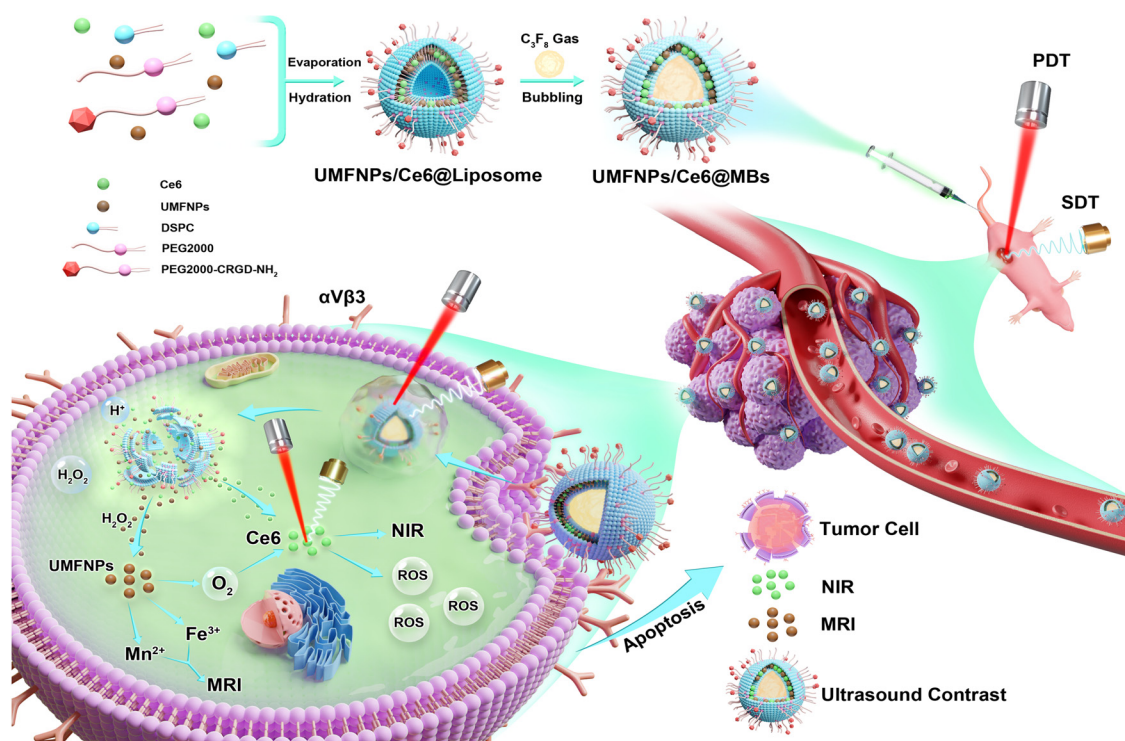 Evaporation
Hydration
C₃F₈ Gas
Bubbling
UMFNPs/Ce6@Liposome
UMFNPs/Ce6@MBs
PDT
SDT
Ce6
UMFNPs
DSPC
PEG2000
PEG2000-CRGD-NH₂
αVβ3
H⁺
H₂O₂
H₂O₂
UMFNPs
O₂
Ce6
NIR
ROS
ROS
ROS
Fe³⁺
Mn²⁺
MRI
Apoptosis
Tumor Cell
NIR
MRI
Ultrasound Contrast